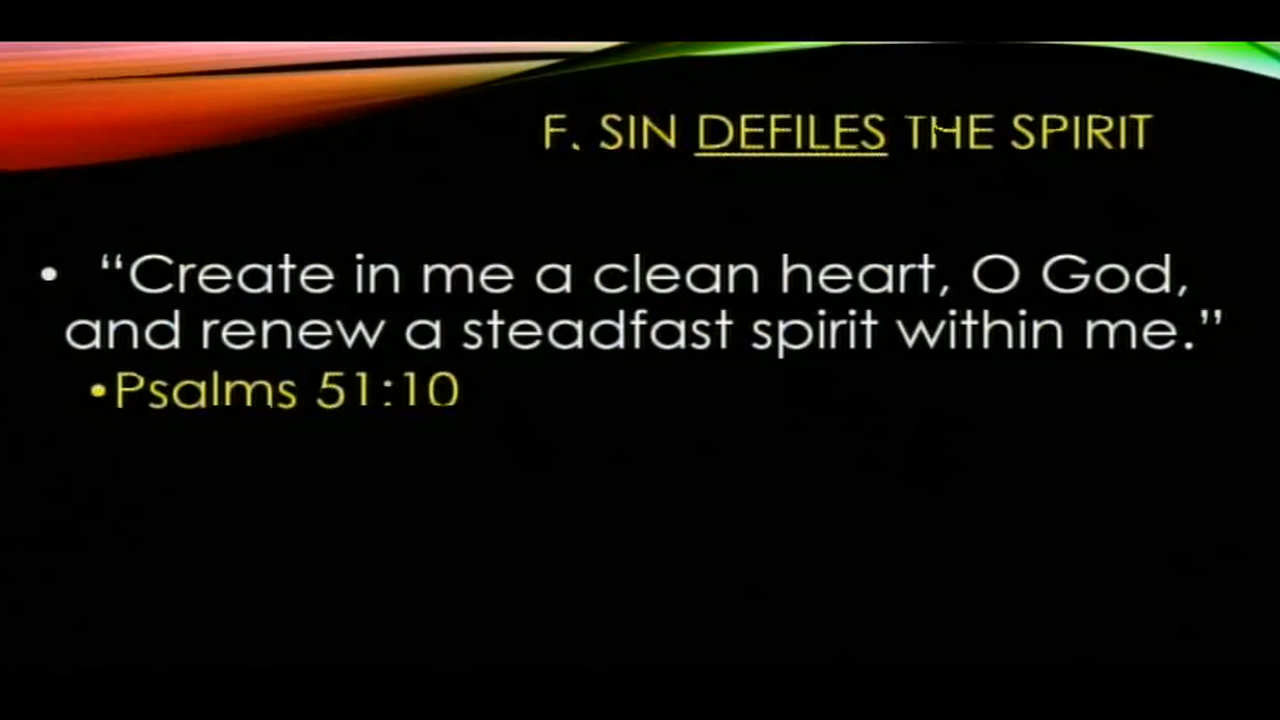 F. SIN DEFILES THE SPIRIT
• “Create in me a clean heart, O God,
and renew a steadfast spirit within me.”
•Psalms 51:10